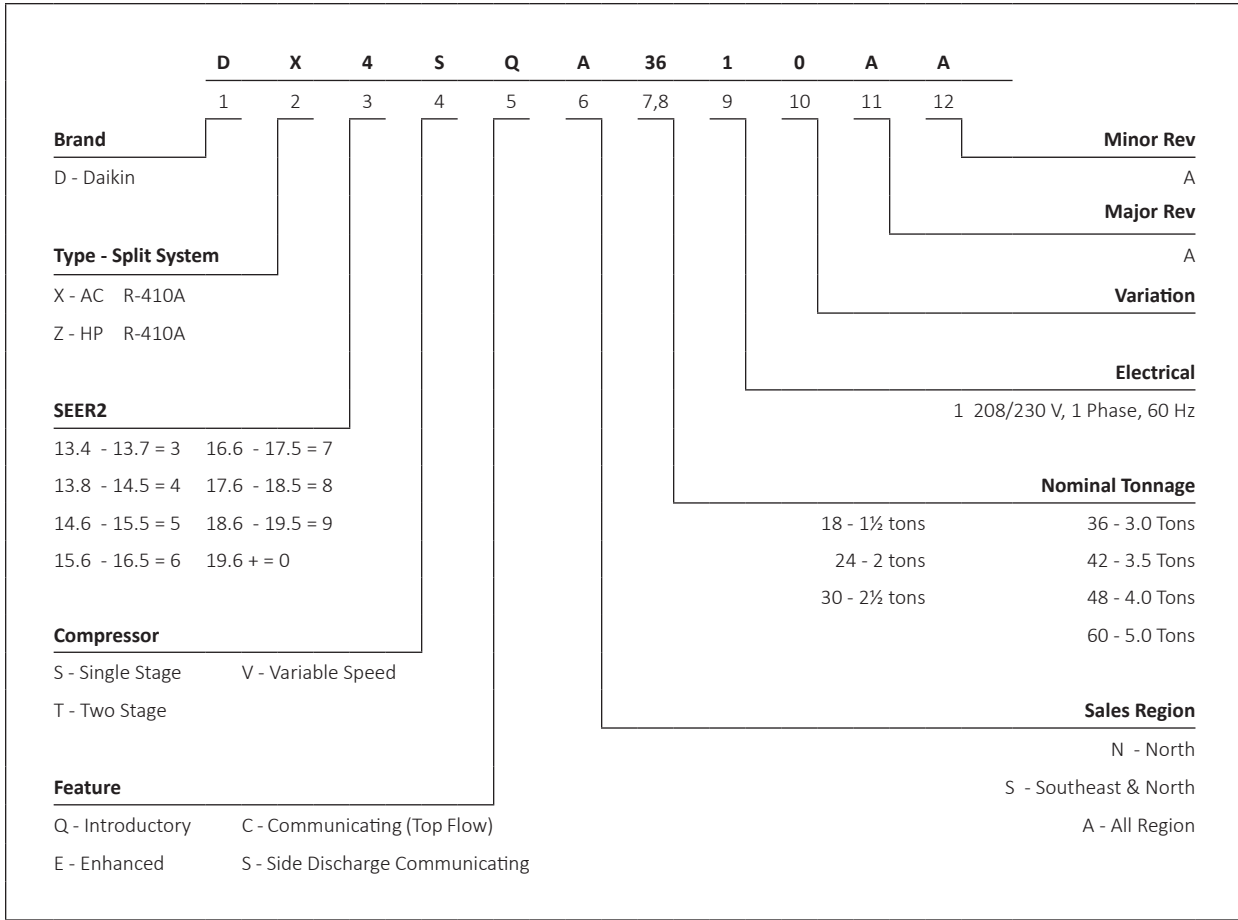 D X 4 S Q A 36 1 0 A A
1 2 3 4 5 6 7,8 9 10 11 12
Brand
D - Daikin
Type - Split System
X - AC R-410A
Z - HP R-410A
SEER2
13.4 - 13.7 = 3 16.6 - 17.5 = 7
13.8 - 14.5 = 4 17.6 - 18.5 = 8
14.6 - 15.5 = 5 18.6 - 19.5 = 9
15.6 - 16.5 = 6 19.6 + = 0
Compressor
S - Single Stage V - Variable Speed
T - Two Stage
Feature
Q - Introductory C - Communicating (Top Flow)
E - Enhanced S - Side Discharge Communicating
Minor Rev
A
Major Rev
A
Variation
Electrical
1 208/230 V, 1 Phase, 60 Hz
Nominal Tonnage
18 - 1½ tons 36 - 3.0 Tons
24 - 2 tons 42 - 3.5 Tons
30 - 2½ tons 48 - 4.0 Tons
60 - 5.0 Tons
Sales Region
N - North
S - Southeast & North
A - All Region